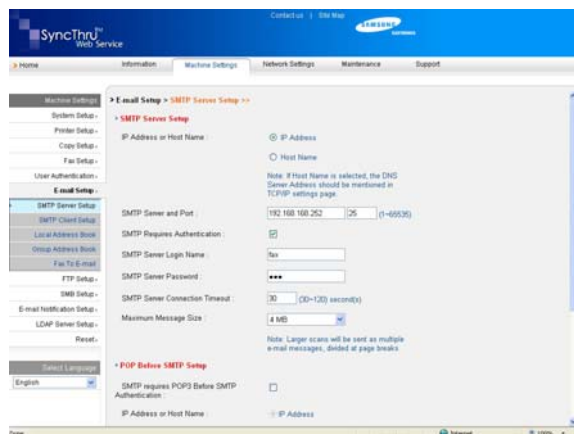 Contact us | Site Map
SAMSUNG
ELECTRONICS
SyncThru™
Web Service
> Home
Information
Machine Settings
Network Settings
Maintenance
Support
Machine Settings
System Setup
Printer Setup
Copy Setup
Fax Setup
User Authentication
E-mail Setup
SMTP Server Setup
SMTP Client Setup
Local Address Book
Group Address Book
Fax To E-mail
FTP Setup
SMB Setup
E-mail Notification Setup
LDAP Server Setup
Reset
Select Language
English
> E-mail Setup > SMTP Server Setup >>
SMTP Server Setup
IP Address or Host Name :
IP Address
Host Name
Note: If Host Name is selected, the DNS
Server Address should be mentioned in
TCP/IP settings page.
SMTP Server and Port : 192.168.168.252 25 (1~65535)
SMTP Requires Authentication :
SMTP Server Login Name : fax
SMTP Server Password : •••
SMTP Server Connection Timeout : 30 (30~120) second(s)
Maximum Message Size : 4 MB
Note: Larger scans will be sent as multiple
e-mail messages, divided at page breaks
POP Before SMTP Setup
SMTP requires POP3 Before SMTP
Authentication :
IP Address or Host Name :
IP Address
Done
Internet
100%